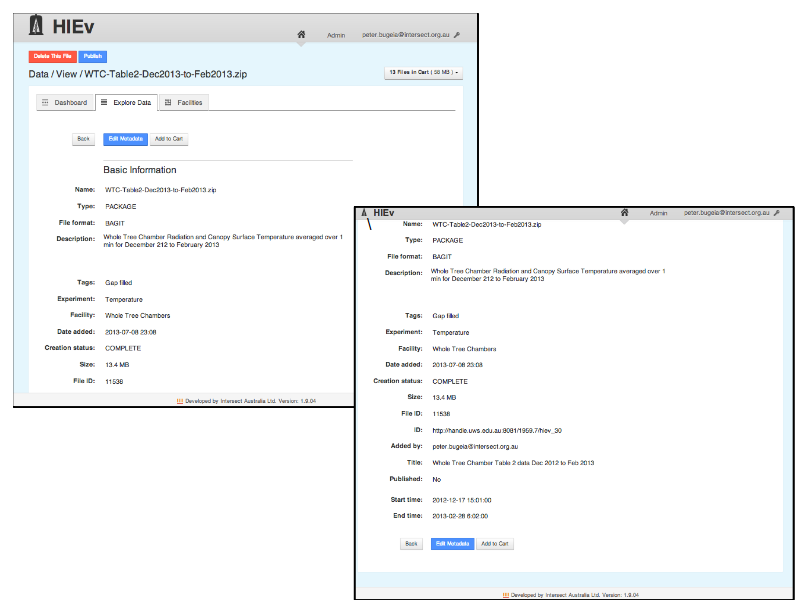 HIEv
Admin
peter.bugeia@intersect.org.au
Delete This File
Publish
Data / View / WTC-Table2-Dec2013-to-Feb2013.zip
13 Files in Cart ( 58 MB )
Dashboard
Explore Data
Facilities
Back
Edit Metadata
Add to Cart
Basic Information
Name: WTC-Table2-Dec2013-to-Feb2013.zip
Type: PACKAGE
File format: BAGIT
Description: Whole Tree Chamber Radiation and Canopy Surface Temperature averaged over 1
min for December 212 to February 2013
Tags: Gap filled
Experiment: Temperature
Facility: Whole Tree Chambers
Date added: 2013-07-08 23:08
Creation status: COMPLETE
Size: 13.4 MB
File ID: 11538
Developed by Intersect Australia Ltd. Version: 1.9.04
HIEv
Admin
peter.bugeia@intersect.org.au
Name: WTC-Table2-Dec2013-to-Feb2013.zip
Type: PACKAGE
File format: BAGIT
Description: Whole Tree Chamber Radiation and Canopy Surface Temperature averaged over 1
min for December 212 to February 2013
Tags: Gap filled
Experiment: Temperature
Facility: Whole Tree Chambers
Date added: 2013-07-08 23:08
Creation status: COMPLETE
Size: 13.4 MB
File ID: 11538
ID: http://handle.uws.edu.au:8081/1959.7/hiev_30
Added by: peter.bugeia@intersect.org.au
Title: Whole Tree Chamber Table 2 data Dec 2012 to Feb 2013
Published: No
Start time: 2012-12-17 15:01:00
End time: 2013-02-28 6:02:00
Back
Edit Metadata
Add to Cart
Developed by Intersect Australia Ltd. Version: 1.9.04